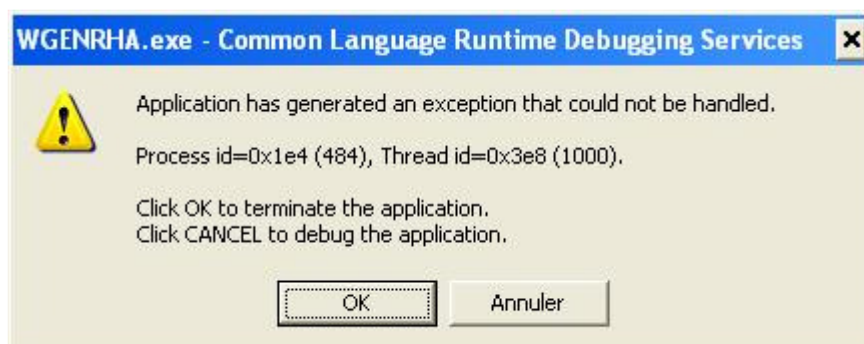 WGENRHA.exe - Common Language Runtime Debugging Services
Application has generated an exception that could not be handled.
Process id=0x1e4 (484), Thread id=0x3e8 (1000).
Click OK to terminate the application.
Click CANCEL to debug the application.
OK
Annuler